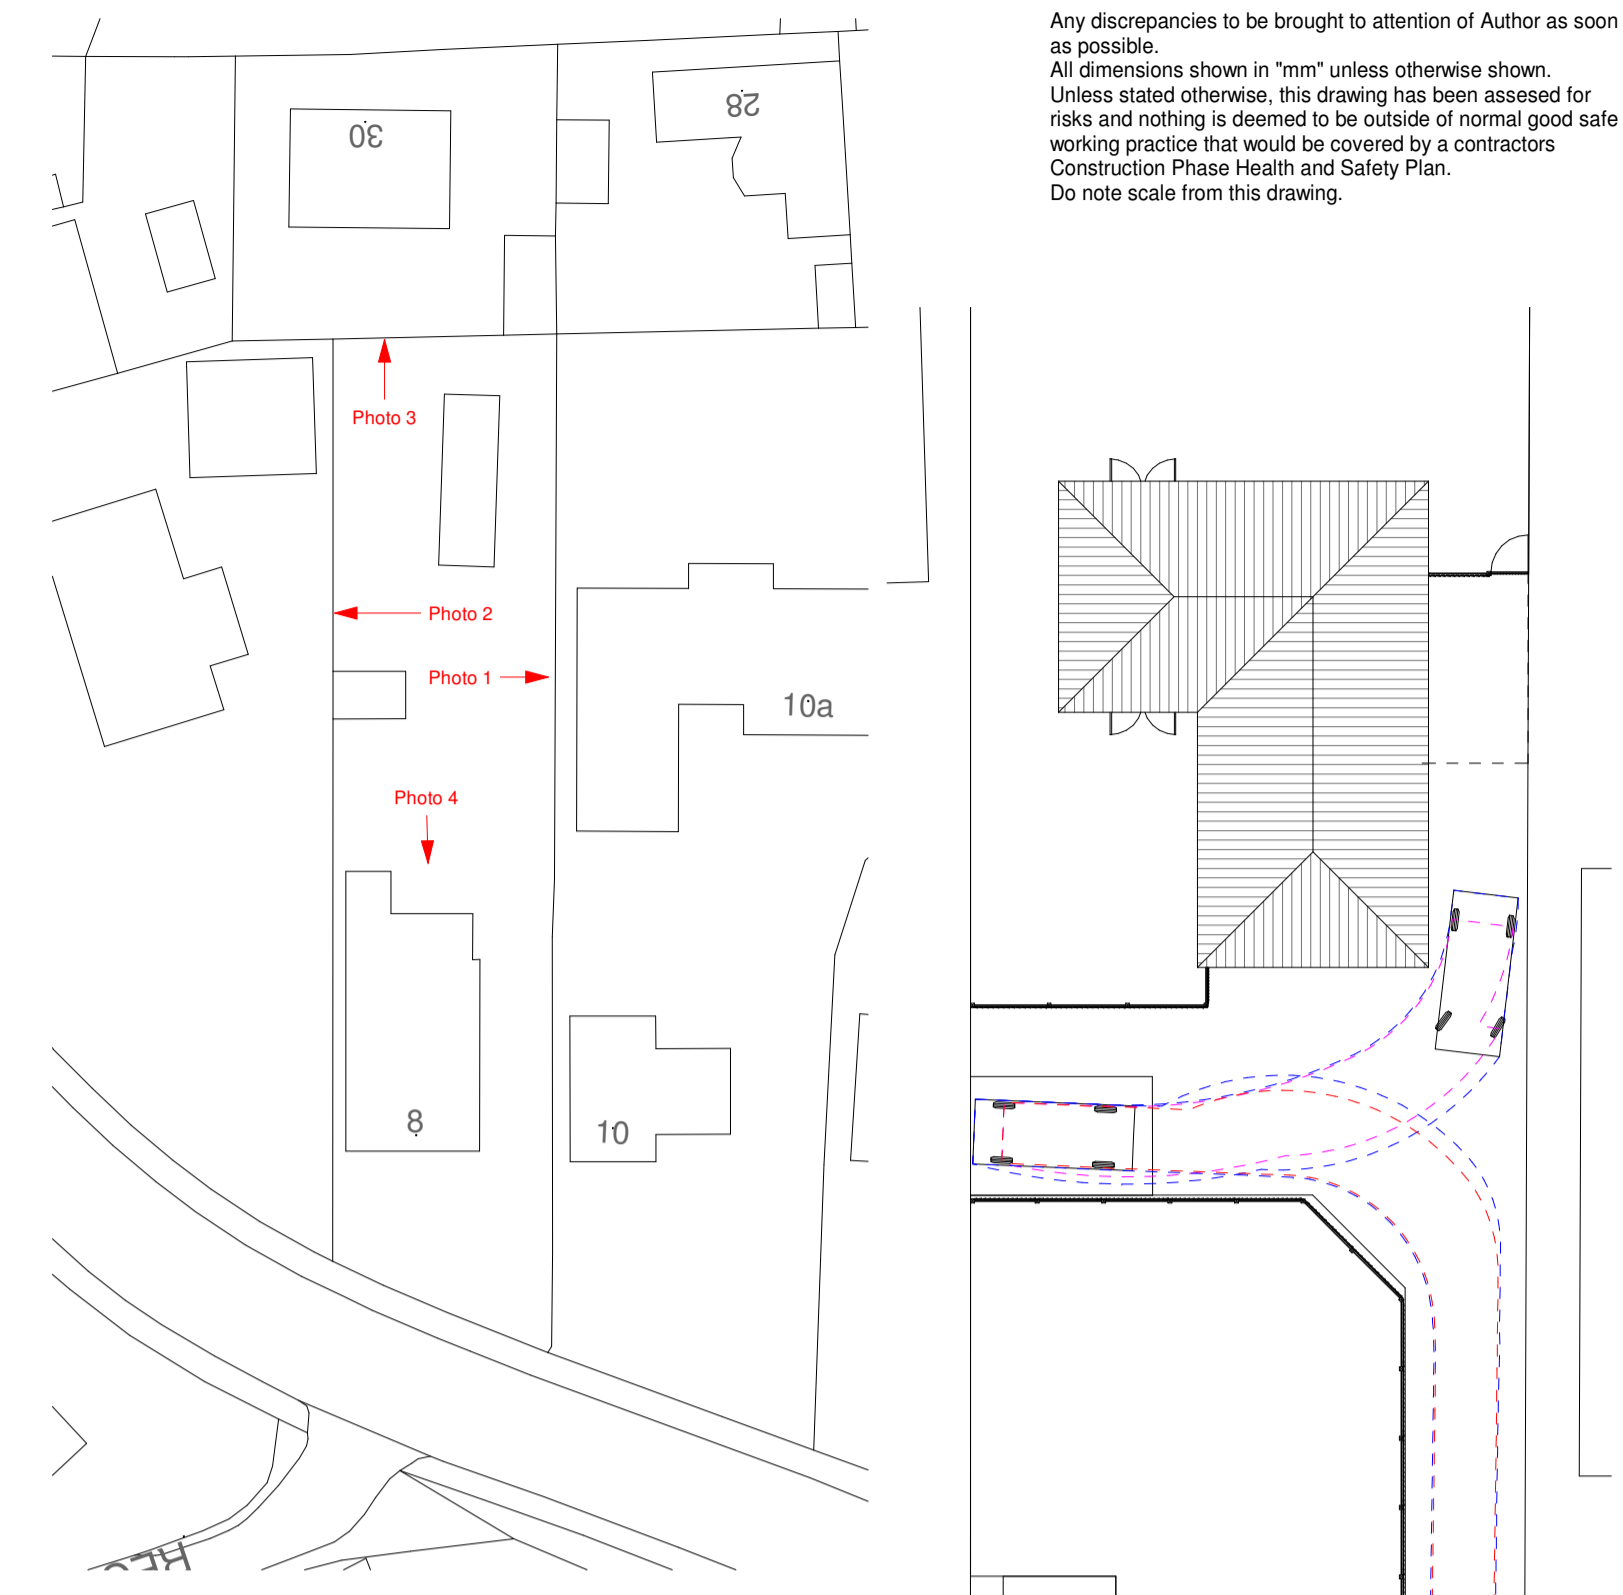 Any discrepancies to be brought to attention of Author as soon
as possible.
All dimensions shown in "mm" unless otherwise shown.
Unless stated otherwise, this drawing has been assesed for
risks and nothing is deemed to be outside of normal good safe
working practice that would be covered by a contractors
Construction Phase Health and Safety Plan.
Do note scale from this drawing.
30
28
Photo 3
Photo 2
Photo 1
10a
Photo 4
8
10